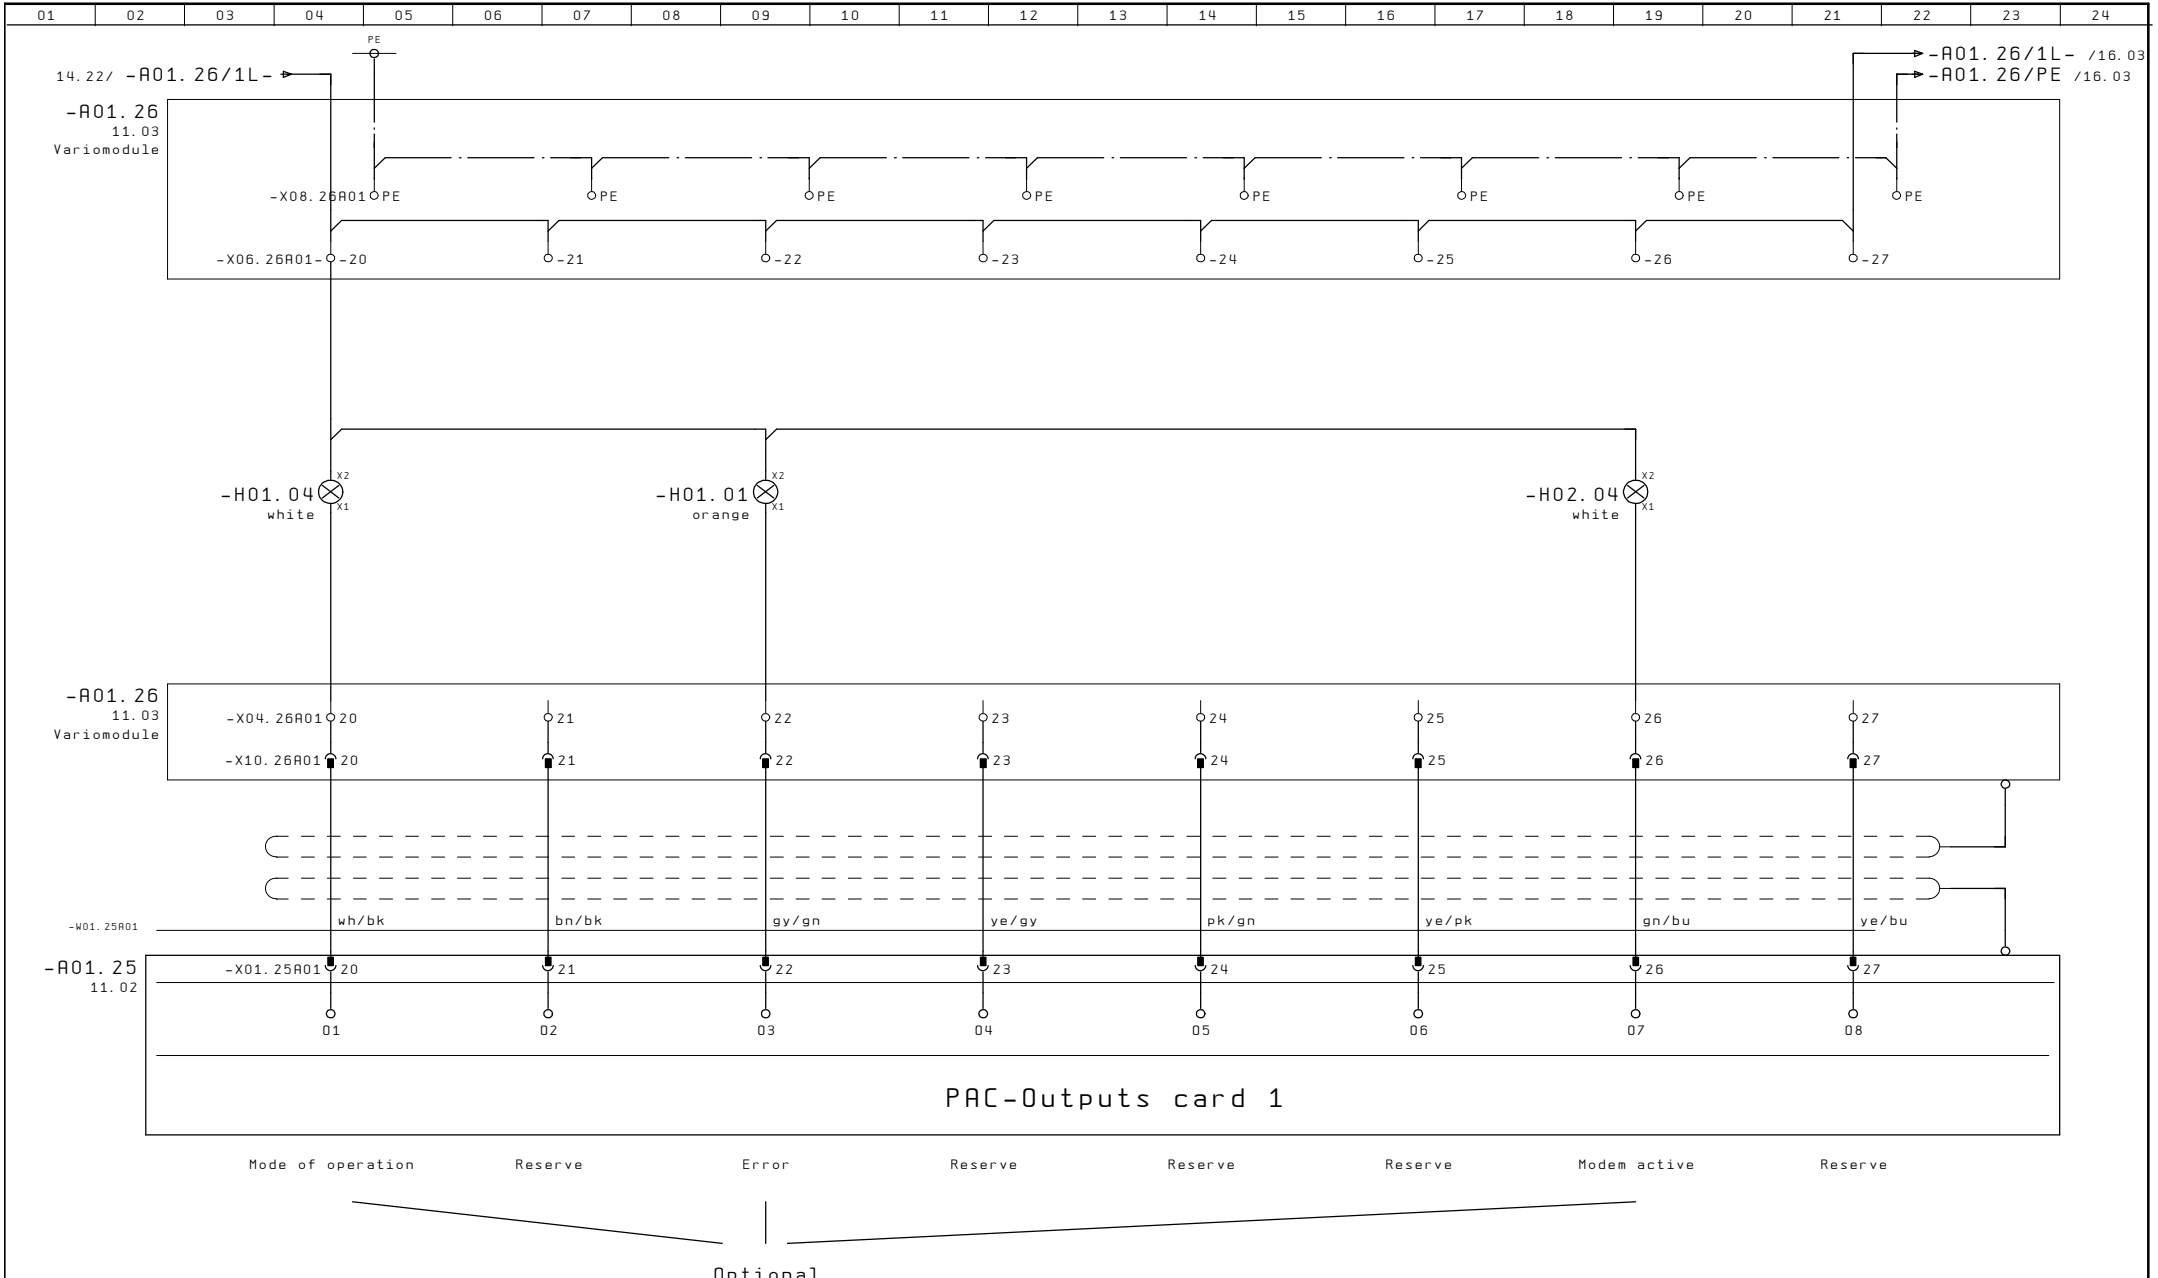 01 02 03 04 05 06 07 08 09 10 11 12 13 14 15 16 17 18 19 20 21 22 23 24
PE
-A01.26/1L- /16.03
14.22/ -A01.26/1L-
-A01.26/PE /16.03
-A01.26
11.03
Variomodule
-X08.26A01 PE PE PE PE PE PE PE PE
-X06.26A01- -20 -21 -22 -23 -24 -25 -26 -27
X2 X2 X2
-H01.04 -H01.01 -H02.04
X1 X1 X1
white orange white
-A01.26
11.03
Variomodule
-X04.26A01 20 21 22 23 24 25 26 27
-X10.26A01 20 21 22 23 24 25 26 27
wh/bk bn/bk gy/gn ye/gy pk/gn ye/pk gn/bu ye/bu
-W01.25A01
-A01.25
11.02
-X01.25A01 20 21 22 23 24 25 26 27
01 02 03 04 05 06 07 08
PAC-Outputs card 1
Mode of operation Reserve Error Reserve Reserve Reserve Modem active Reserve
Optional